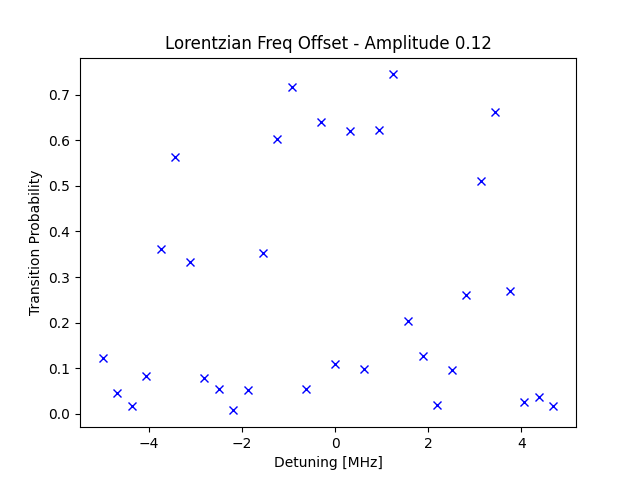 Lorentzian Freq Offset - Amplitude 0.12
0.7
0.6
0.5
0.4
0.3
0.2
0.1
0.0
Transition Probability
−4 −2 0 2 4
Detuning [MHz]